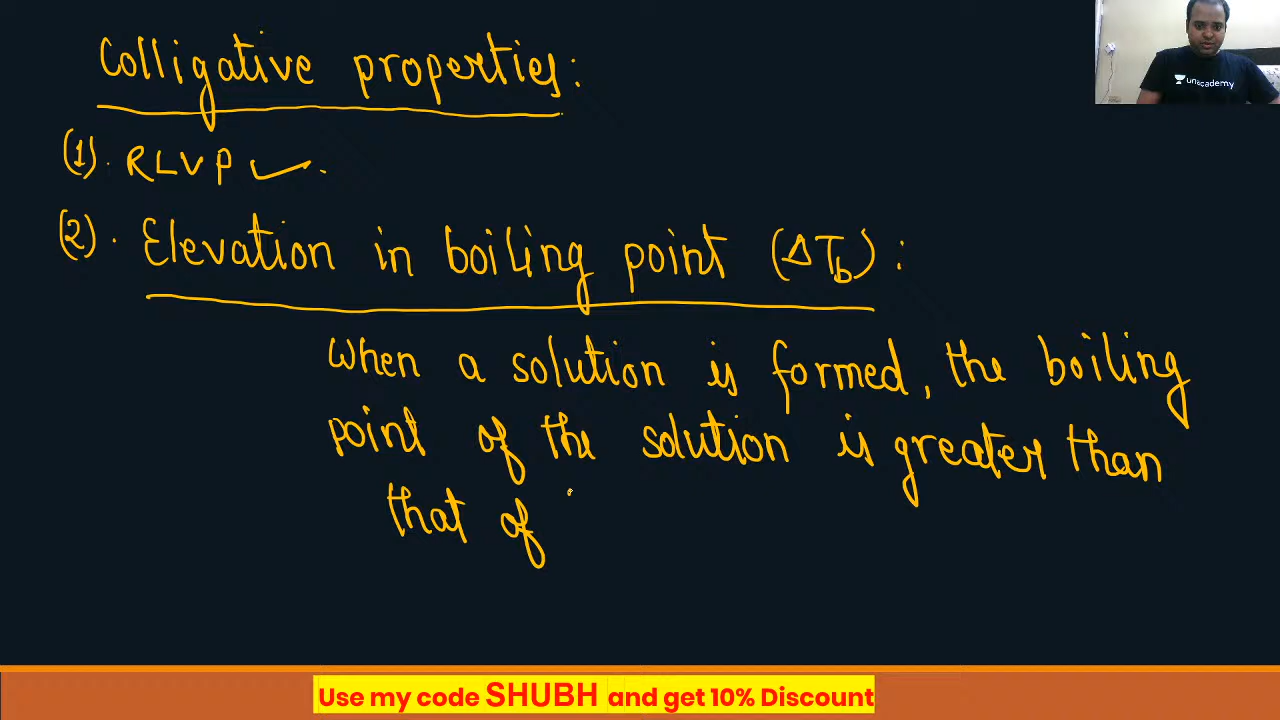 Colligative properties:
unacademy
(1). RLVP ✓.
(2). Elevation in boiling point (ΔTb):
When a solution is formed, the boiling
point of the solution is greater than
that of
Use my code SHUBH and get 10% Discount